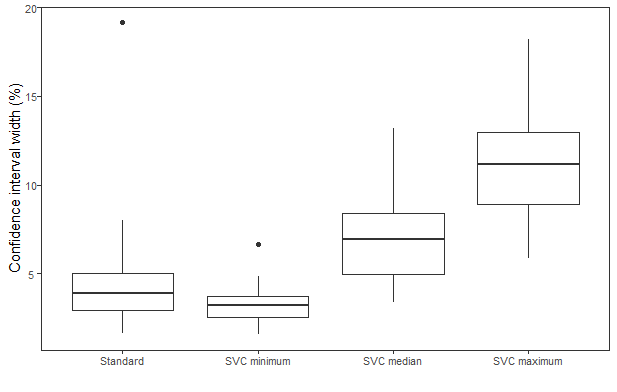 Confidence interval width (%)
20
15
10
5
Standard
SVC minimum
SVC median
SVC maximum